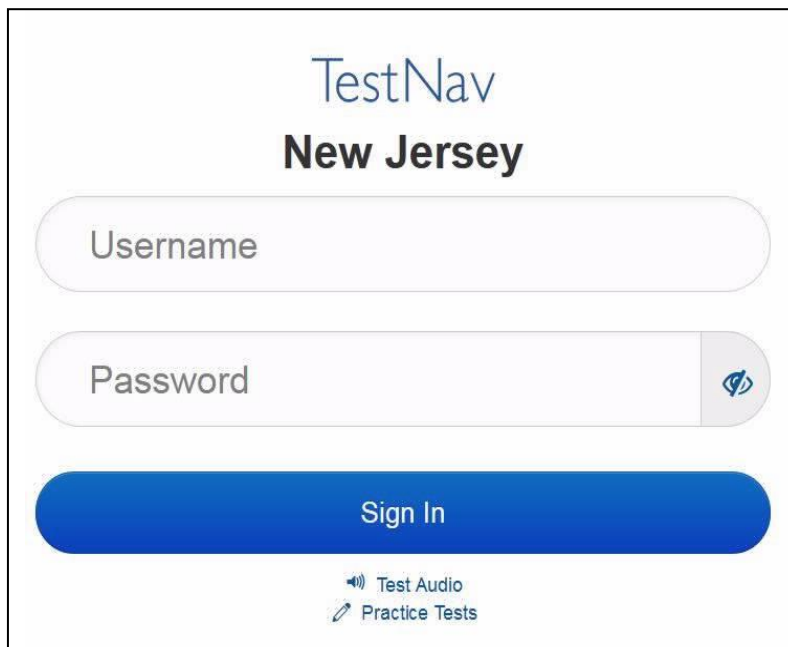 TestNav
New Jersey
Username
Password
Sign In
Test Audio
Practice Tests